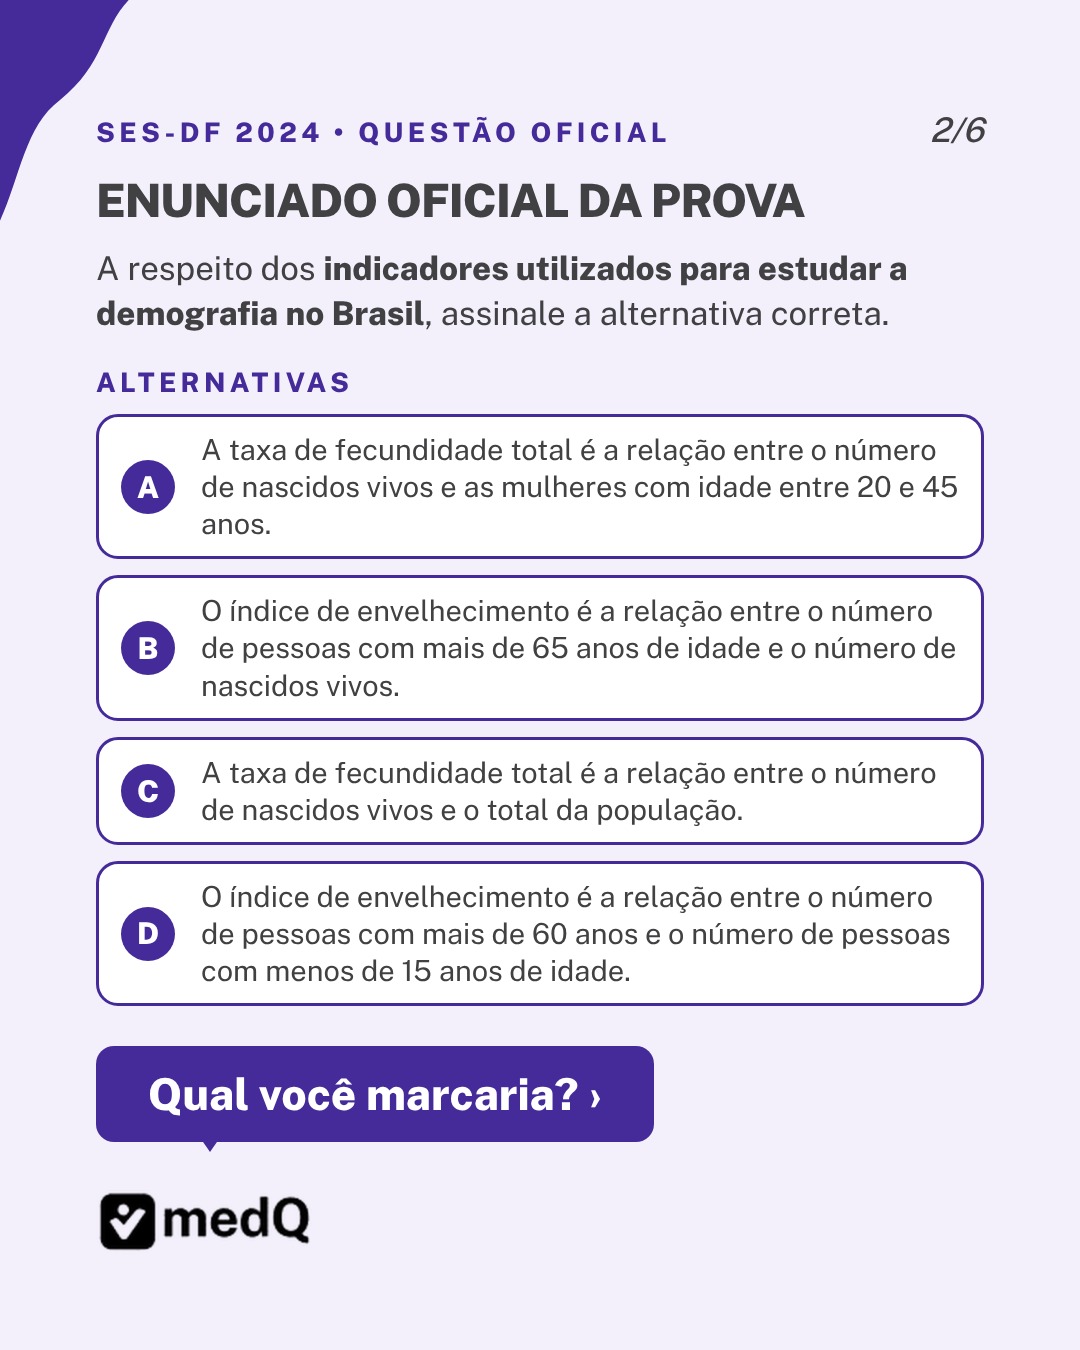 SES-DF 2024 • QUESTÃO OFICIAL
2/6
ENUNCIADO OFICIAL DA PROVA
A respeito dos indicadores utilizados para estudar a
demografia no Brasil, assinale a alternativa correta.
ALTERNATIVAS
A
A taxa de fecundidade total é a relação entre o número
de nascidos vivos e as mulheres com idade entre 20 e 45
anos.
B
O índice de envelhecimento é a relação entre o número
de pessoas com mais de 65 anos de idade e o número de
nascidos vivos.
C
A taxa de fecundidade total é a relação entre o número
de nascidos vivos e o total da população.
D
O índice de envelhecimento é a relação entre o número
de pessoas com mais de 60 anos e o número de pessoas
com menos de 15 anos de idade.
Qual você marcaria? ›
medQ